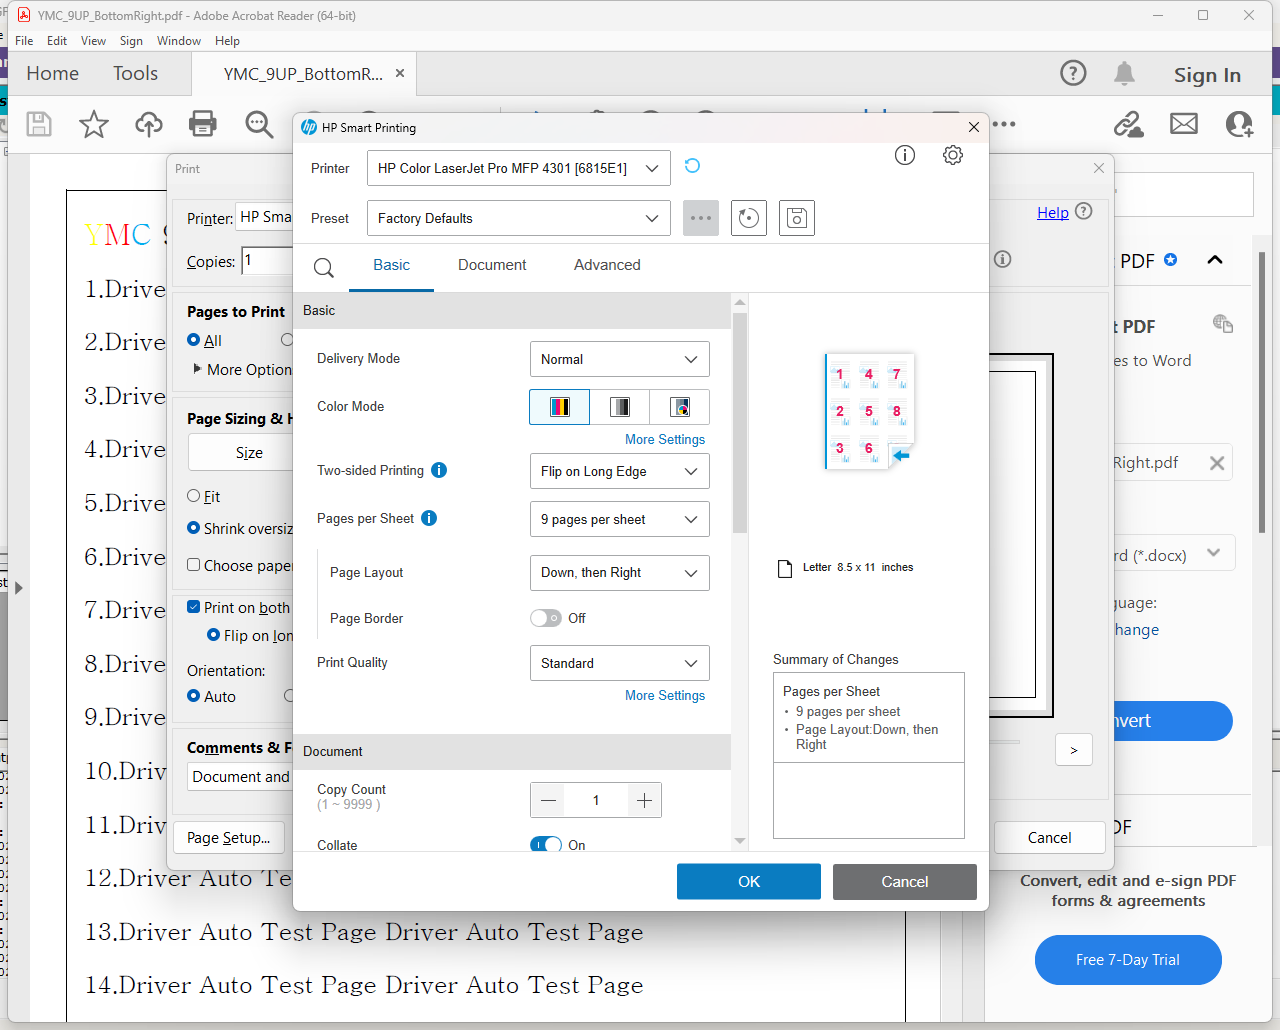 YMC_9UP_BottomRight.pdf - Adobe Acrobat Reader (64-bit)
File Edit View Sign Window Help
Home Tools YMC_9UP_BottomR... Sign In
HP Smart Printing
Print
Printer HP Color LaserJet Pro MFP 4301 [6815E1]
Preset Factory Defaults
Printer: HP Sma
Help
Copies: 1
YMC 9
Basic Document Advanced
Basic
Delivery Mode Normal
Color Mode
More Settings
Two-sided Printing Flip on Long Edge
Pages per Sheet 9 pages per sheet
Page Layout Down, then Right
Page Border Off
Print Quality Standard
More Settings
Document
Copy Count
(1 ~ 9999 )
1
Collate On
OK Cancel
1 4 7
2 5 8
3 6
Letter 8.5 x 11 inches
Summary of Changes
Pages per Sheet
• 9 pages per sheet
• Page Layout:Down, then
Right
Pages to Print
All
More Option
Page Sizing & H
Size
Fit
Shrink oversiz
Choose pape
Print on both
Flip on lon
Orientation:
Auto
Comments & F
Document and
Page Setup...
>
Cancel
1.Drive
2.Drive
3.Drive
4.Drive
5.Drive
6.Drive
7.Drive
8.Drive
9.Drive
10.Driv
11.Driv
12.Driver Auto Te
13.Driver Auto Test Page Driver Auto Test Page
14.Driver Auto Test Page Driver Auto Test Page
PDF
t PDF
es to Word
Right.pdf
rd (*.docx)
guage:
hange
nvert
DF
Convert, edit and e-sign PDF
forms & agreements
Free 7-Day Trial